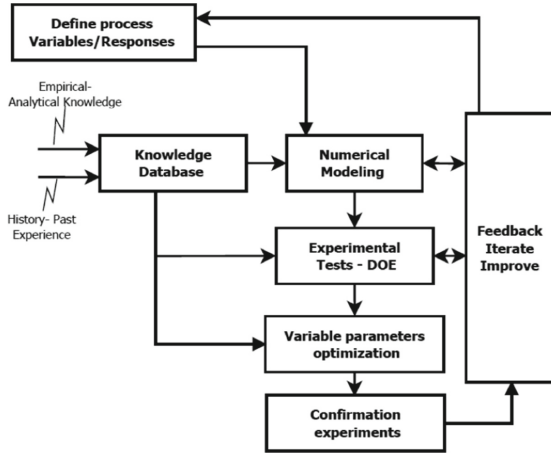 Define process
Variables/Responses
Empirical-
Analytical Knowledge
Knowledge
Database
Numerical
Modeling
History- Past
Experience
Experimental
Tests - DOE
Feedback
Iterate
Improve
Variable parameters
optimization
Confirmation
experiments